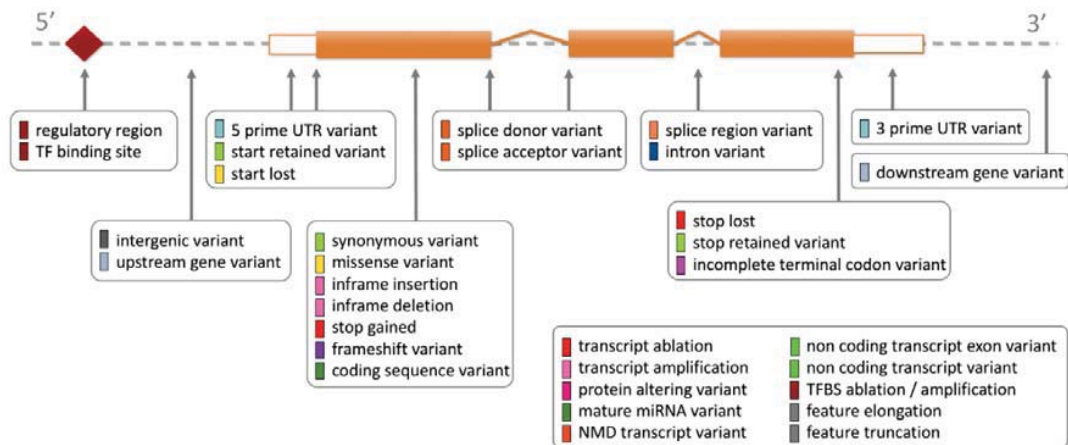 5′
3′
regulatory region
TF binding site
5 prime UTR variant
start retained variant
start lost
splice donor variant
splice acceptor variant
splice region variant
intron variant
3 prime UTR variant
downstream gene variant
intergenic variant
upstream gene variant
synonymous variant
missense variant
inframe insertion
inframe deletion
stop gained
frameshift variant
coding sequence variant
stop lost
stop retained variant
incomplete terminal codon variant
transcript ablation
transcript amplification
protein altering variant
mature miRNA variant
NMD transcript variant
non coding transcript exon variant
non coding transcript variant
TFBS ablation / amplification
feature elongation
feature truncation